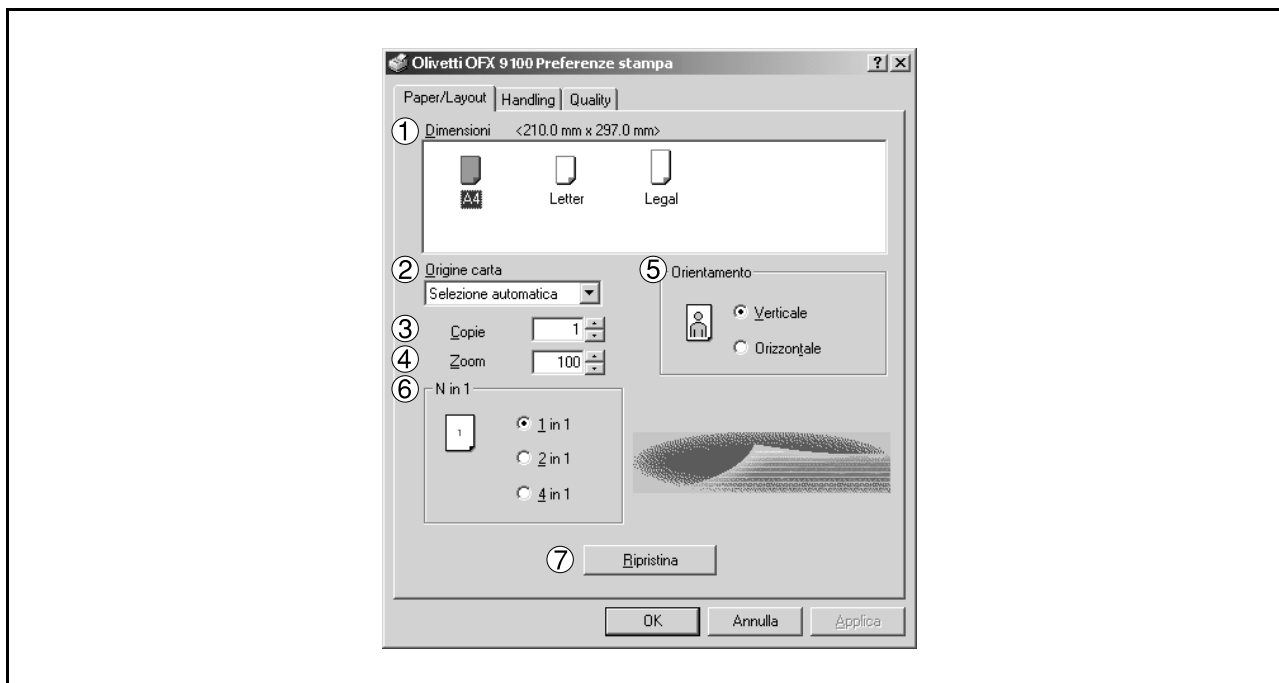 Olivetti OFX 9100 Preferenze stampa
Paper/Layout Handling Quality
① Dimensioni <210.0 mm x 297.0 mm>
A4 Letter Legal
② Origine carta
Selezione automatica
③ Copie 1
④ Zoom 100
⑤ Orientamento
Verticale
Orizzontale
⑥ N in 1
1
1 in 1
2 in 1
4 in 1
⑦ Ripristina
OK Annulla Applica